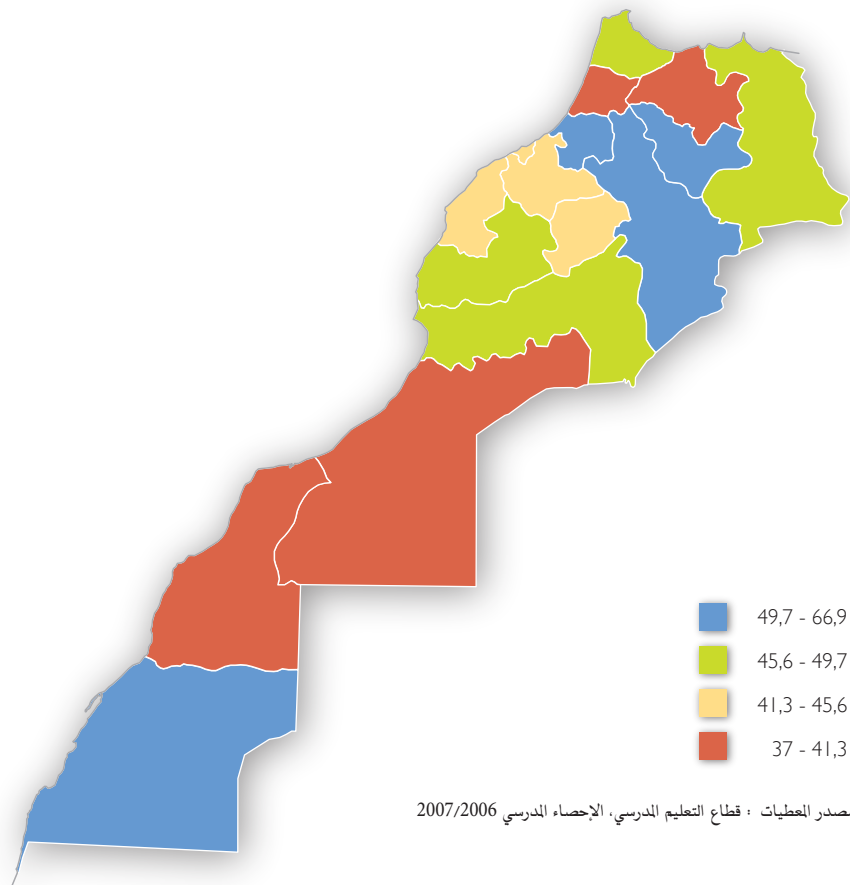 49,7 - 66,9
45,6 - 49,7
41,3 - 45,6
37 - 41,3
مصدر المعطيات : قطاع التعليم المدرسي، الإحصاء المدرسي 2007/2006